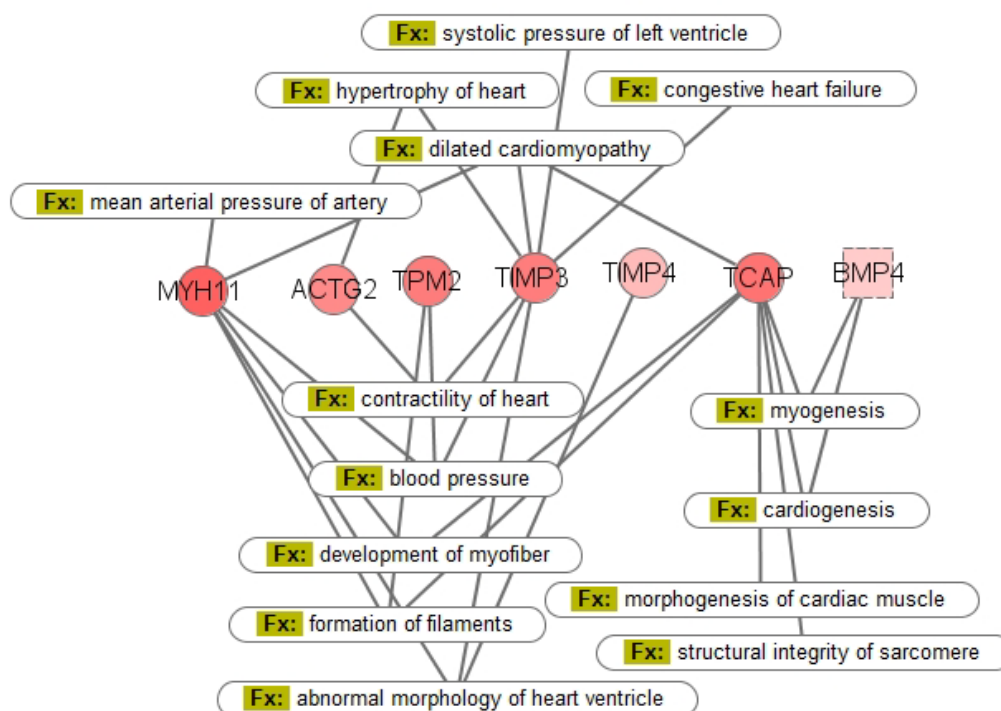 Fx: systolic pressure of left ventricle
Fx: hypertrophy of heart
Fx: congestive heart failure
Fx: dilated cardiomyopathy
Fx: mean arterial pressure of artery
MYH11
ACTG2
TPM2
TIMP3
TIMP4
TCAP
BMP4
Fx: contractility of heart
Fx: myogenesis
Fx: blood pressure
Fx: cardiogenesis
Fx: development of myofiber
Fx: morphogenesis of cardiac muscle
Fx: formation of filaments
Fx: structural integrity of sarcomere
Fx: abnormal morphology of heart ventricle